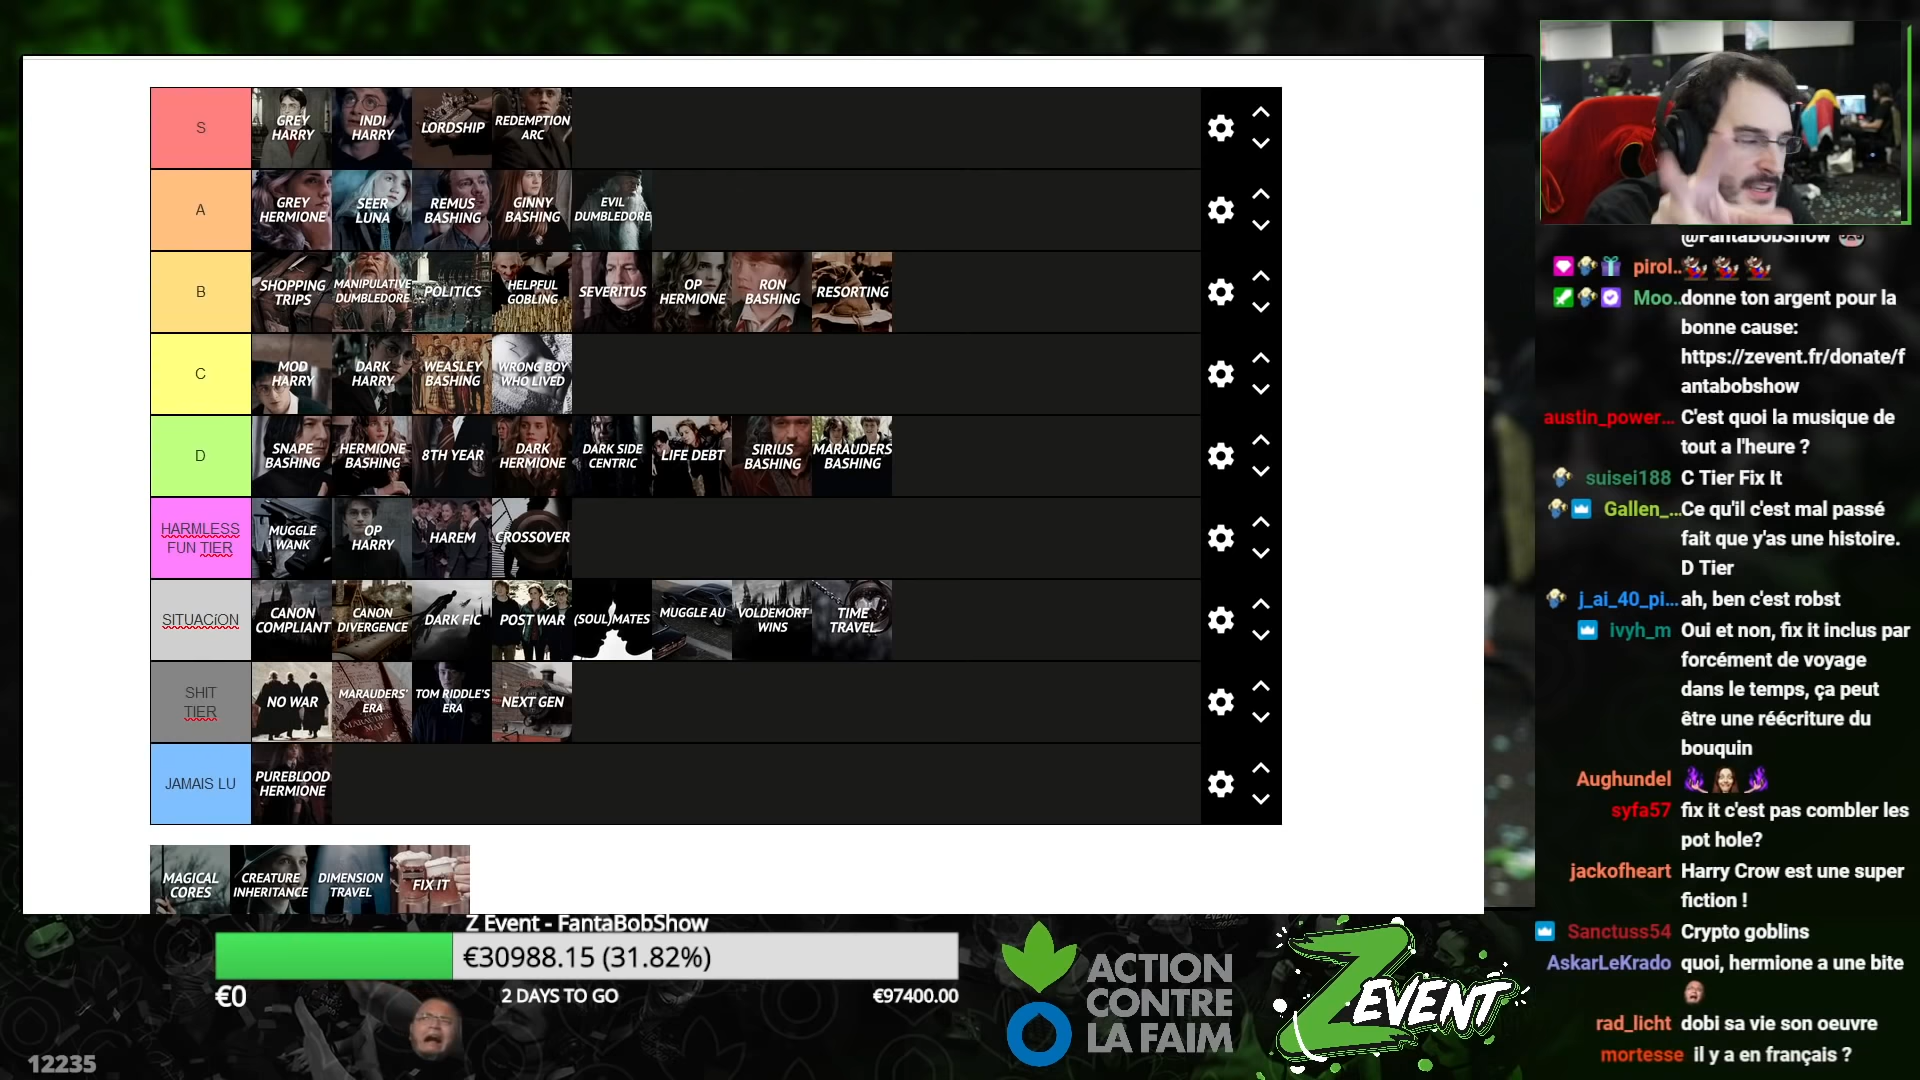 S
GREY HARRY
INDI HARRY
LORDSHIP
REDEMPTION ARC
A
GREY HERMIONE
SEER LUNA
REMUS BASHING
GINNY BASHING
EVIL DUMBLEDORE
B
SHOPPING TRIPS
MANIPULATIVE DUMBLEDORE
POLITICS
HELPFUL GOBLING
SEVERITUS
OP HERMIONE
RON BASHING
RESORTING
C
MOD HARRY
DARK HARRY
WEASLEY BASHING
WRONG BOY WHO LIVED
D
SNAPE BASHING
HERMIONE BASHING
8TH YEAR
DARK HERMIONE
DARK SIDE CENTRIC
LIFE DEBT
SIRIUS BASHING
MARAUDERS BASHING
HARMLESS FUN TIER
MUGGLE WANK
OP HARRY
HAREM
CROSSOVER
SITUACíON
CANON COMPLIANT
CANON DIVERGENCE
DARK FIC
POST WAR
(SOUL)MATES
MUGGLE AU
VOLDEMORT WINS
TIME TRAVEL
SHIT TIER
NO WAR
MARAUDERS' ERA
TOM RIDDLE'S ERA
NEXT GEN
JAMAIS LU
PUREBLOOD HERMIONE
MAGICAL CORES
CREATURE INHERITANCE
DIMENSION TRAVEL
FIX IT
@FantaBobShow
pirol..
Moo..donne ton argent pour la
bonne cause:
https://zevent.fr/donate/f
antabobshow
austin_power... C'est quoi la musique de
tout a l'heure ?
suisei188 C Tier Fix It
Gallen_...Ce qu'il c'est mal passé
fait que y'as une histoire.
D Tier
j_ai_40_pi... ah, ben c'est robst
ivyh_m Oui et non, fix it inclus par
forcément de voyage
dans le temps, ça peut
être une réécriture du
bouquin
Aughundel
syfa57 fix it c'est pas combler les
pot hole?
jackofheart Harry Crow est une super
fiction !
Sanctuss54 Crypto goblins
AskarLeKrado quoi, hermione a une bite
rad_licht dobi sa vie son oeuvre
mortesse il y a en français ?
Z Event - FantaBobShow
€30988.15 (31.82%)
€0
2 DAYS TO GO
€97400.00
ACTION
CONTRE
LA FAIM
ZEVENT
12235